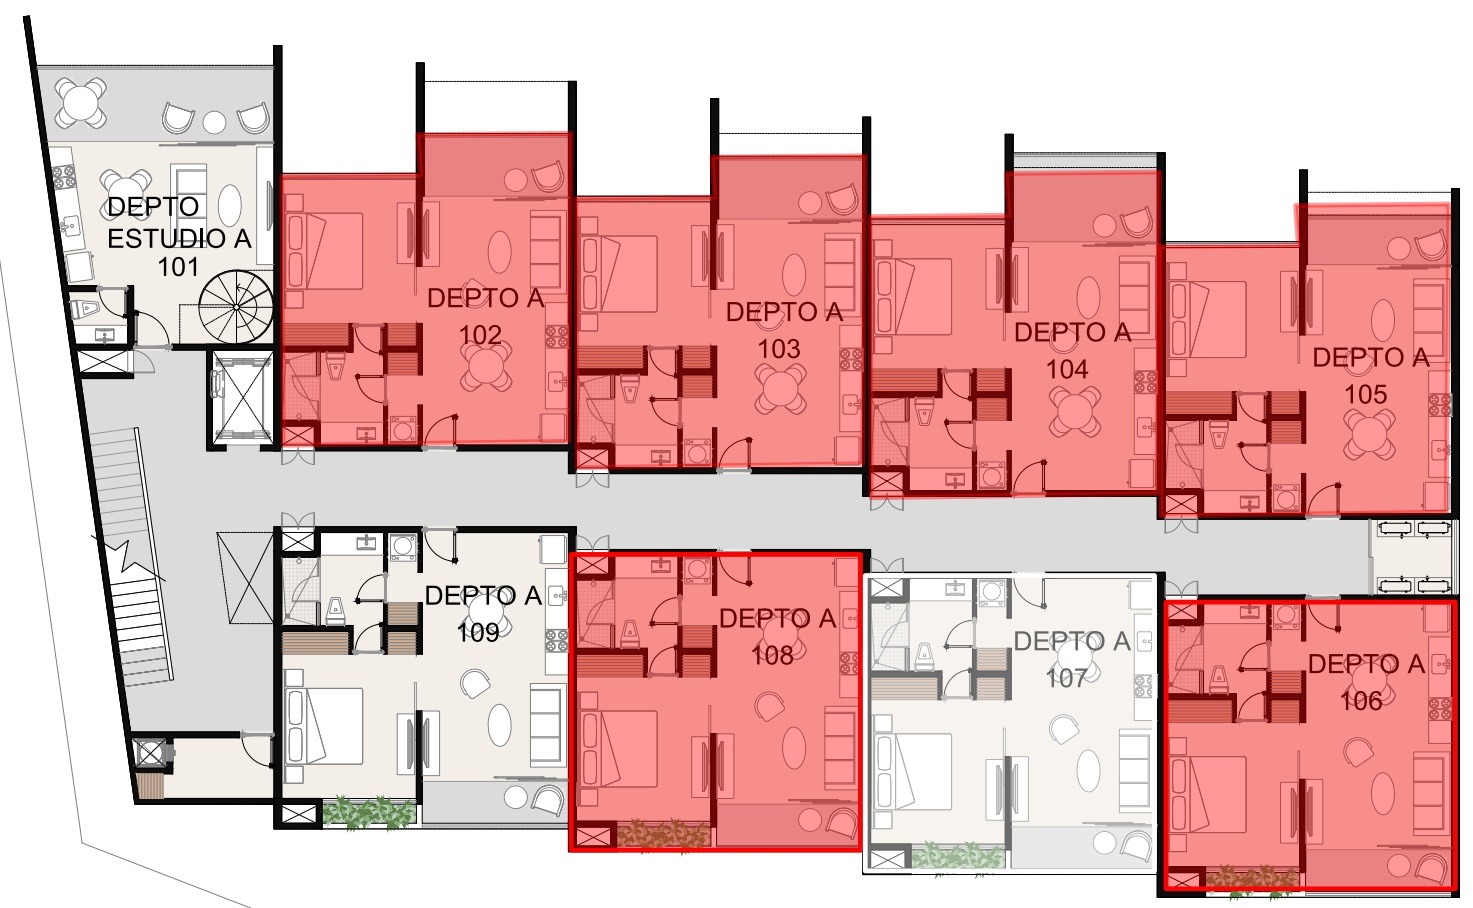 DEPTO
ESTUDIO A
101
DEPTO A
102
DEPTO A
103
DEPTO A
104
DEPTO A
105
DEPTO A
109
DEPTO A
108
DEPTO A
107
DEPTO A
106